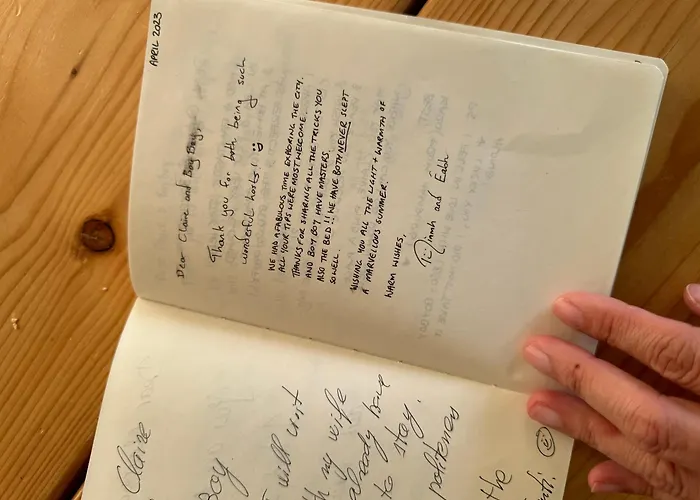 APRIL 2023
Dear Claire and Boy Boy,
Thank you for both being such
wonderful hosts!
WE HAD A FABULOUS TIME EXPLORING THE CITY.
ALL YOUR TIPS WERE MOST WELCOME.
THANKS FOR SHARING ALL THE TRICKS YOU
AND BOY BOY HAVE MASTERS,
ALSO THE BED!! WE HAVE BOTH NEVER SLEPT
SO WELL.
WISHING YOU ALL THE LIGHT + WARMTH OF
A MARVELLOUS SUMMER.
WARM WISHES,
and
Claire
Boy.
I will visit
my wife
already have
to stay.
politeness
the